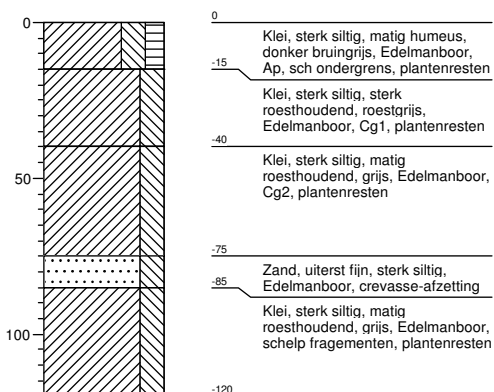 0
0
Klei, sterk siltig, matig humeus,
donker bruingrijs, Edelmanboor,
Ap, sch ondergrens, plantenresten
-15
Klei, sterk siltig, sterk
roesthoudend, roestgrijs,
Edelmanboor, Cg1, plantenresten
-40
Klei, sterk siltig, matig
roesthoudend, grijs, Edelmanboor,
Cg2, plantenresten
50
-75
Zand, uiterst fijn, sterk siltig,
Edelmanboor, crevasse-afzetting
-85
Klei, sterk siltig, matig
roesthoudend, grijs, Edelmanboor,
schelp fragementen, plantenresten
100
-120